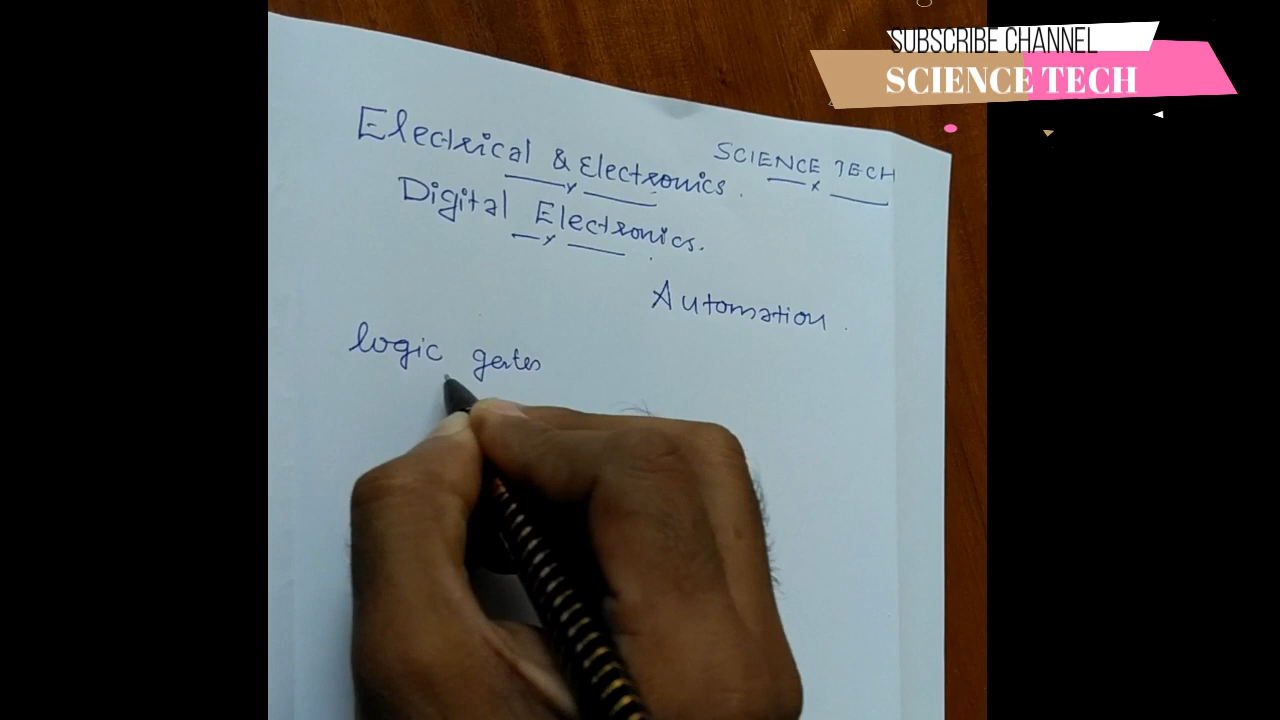 SUBSCRIBE CHANNEL
SCIENCE TECH
SCIENCE TECH
Electrical & Electronics.
Digital Electronics.
Automation.
logic gates